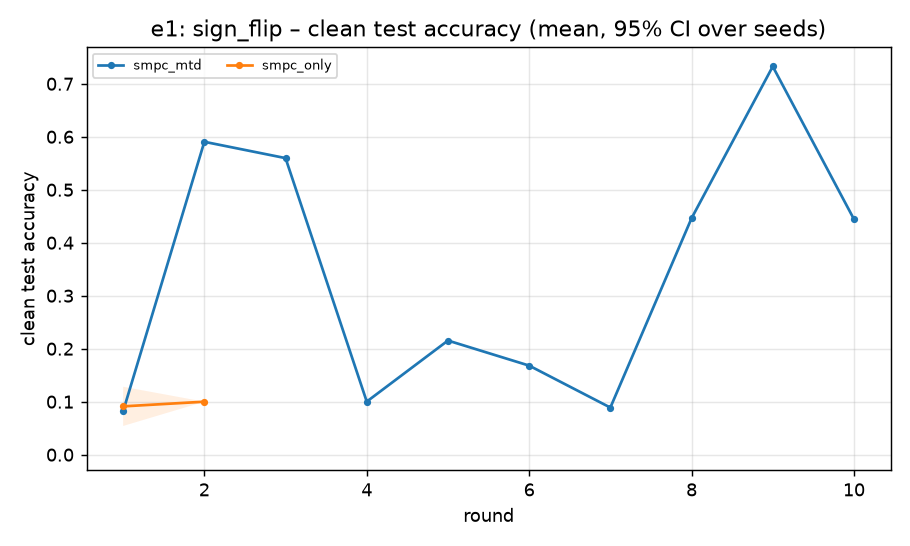 e1: sign_flip – clean test accuracy (mean, 95% CI over seeds)
smpc_mtd smpc_only
clean test accuracy
0.7
0.6
0.5
0.4
0.3
0.2
0.1
0.0
2 4 6 8 10
round